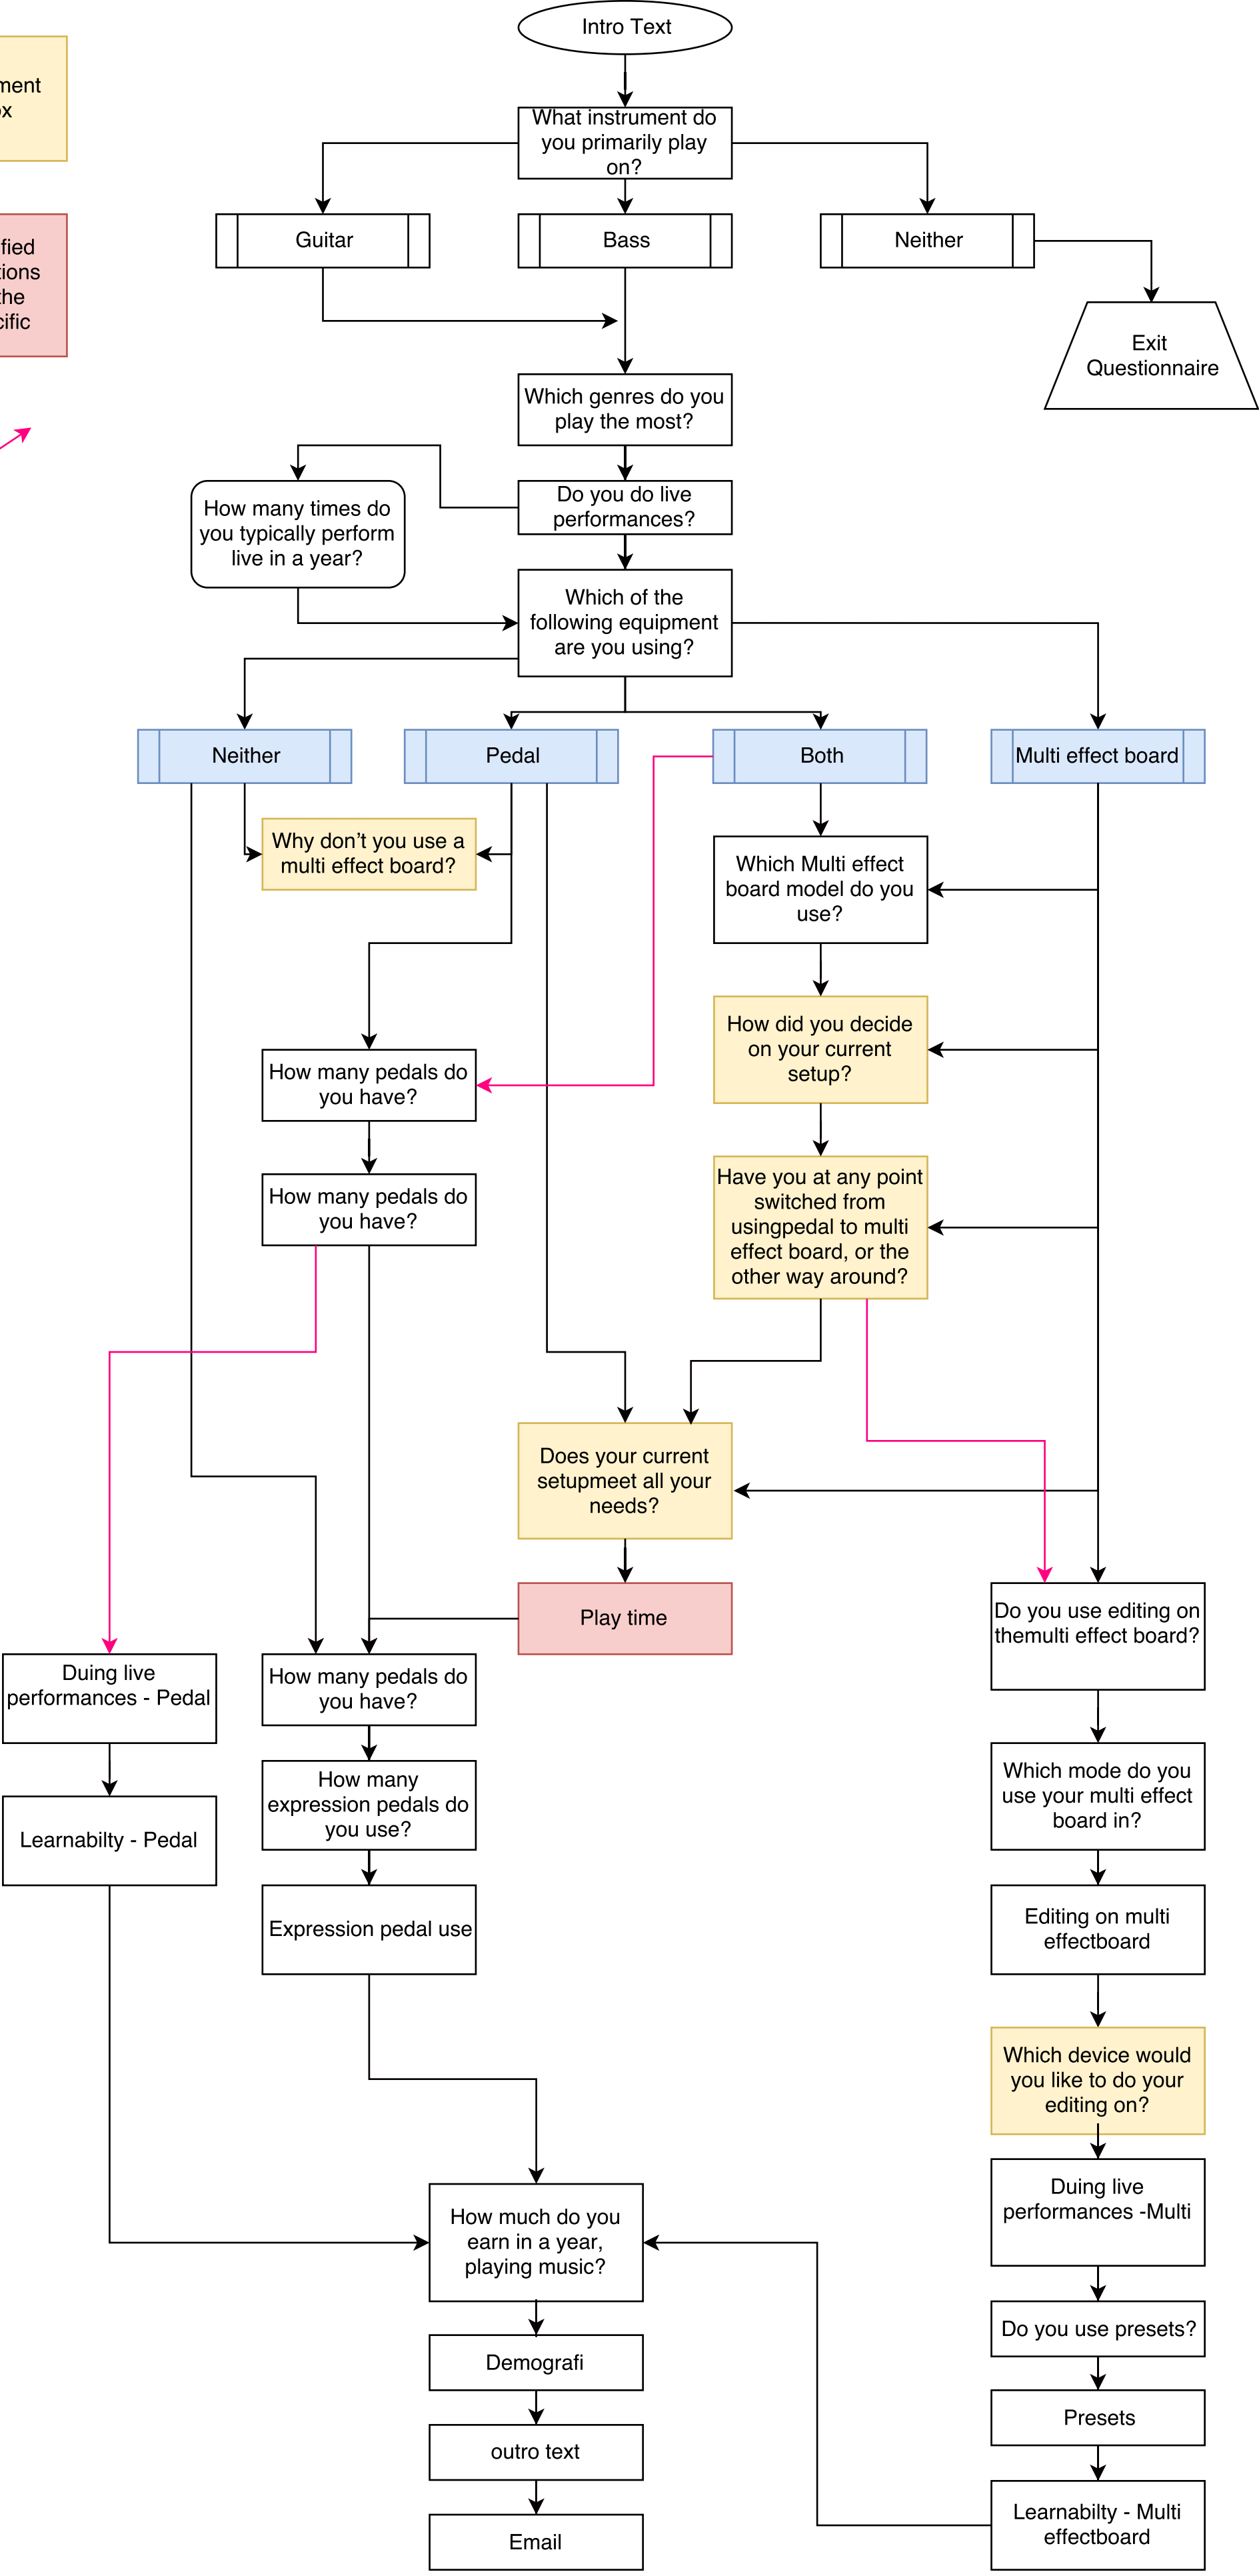 Intro Text
What instrument do
you primarily play
on?
Guitar
Bass
Neither
Exit
Questionnaire
Which genres do you
play the most?
Do you do live
performances?
How many times do
you typically perform
live in a year?
Which of the
following equipment
are you using?
Neither
Pedal
Both
Multi effect board
Why don't you use a
multi effect board?
Which Multi effect
board model do you
use?
How did you decide
on your current
setup?
How many pedals do
you have?
How many pedals do
you have?
Have you at any point
switched from
usingpedal to multi
effect board, or the
other way around?
Does your current
setupmeet all your
needs?
Play time
Do you use editing on
themulti effect board?
Duing live
performances - Pedal
How many pedals do
you have?
Which mode do you
use your multi effect
board in?
How many
expression pedals do
you use?
Learnabilty - Pedal
Expression pedal use
Editing on multi
effectboard
Which device would
you like to do your
editing on?
Duing live
performances -Multi
How much do you
earn in a year,
playing music?
Do you use presets?
Demografi
Presets
outro text
Learnabilty - Multi
effectboard
Email
the